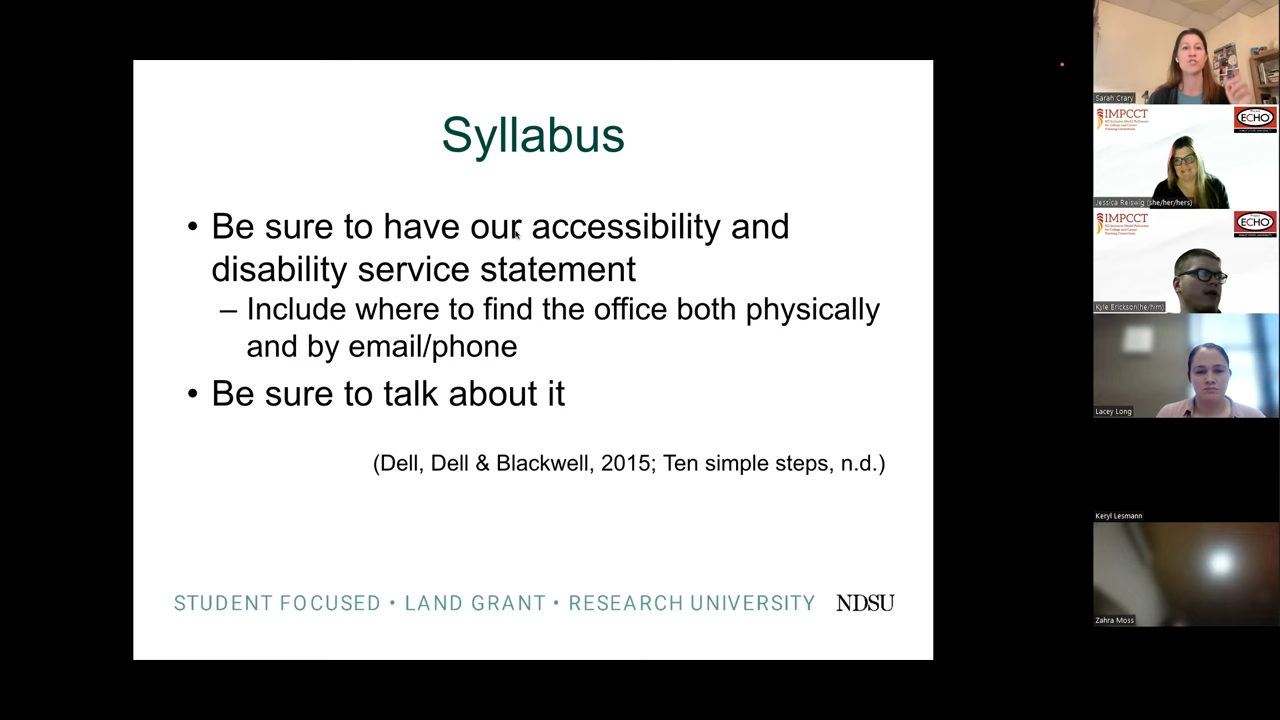 Syllabus
• Be sure to have our accessibility and
disability service statement
– Include where to find the office both physically
and by email/phone
• Be sure to talk about it
(Dell, Dell & Blackwell, 2015; Ten simple steps, n.d.)
STUDENT FOCUSED • LAND GRANT • RESEARCH UNIVERSITY NDSU
Sarah Crary
IMPCCT
ECHO
Jessica Reiswig (she/her/hers)
IMPCCT
ECHO
Kyle Erickson(he/him)
Lacey Long
Keryl Lesmann
Zahra Moss